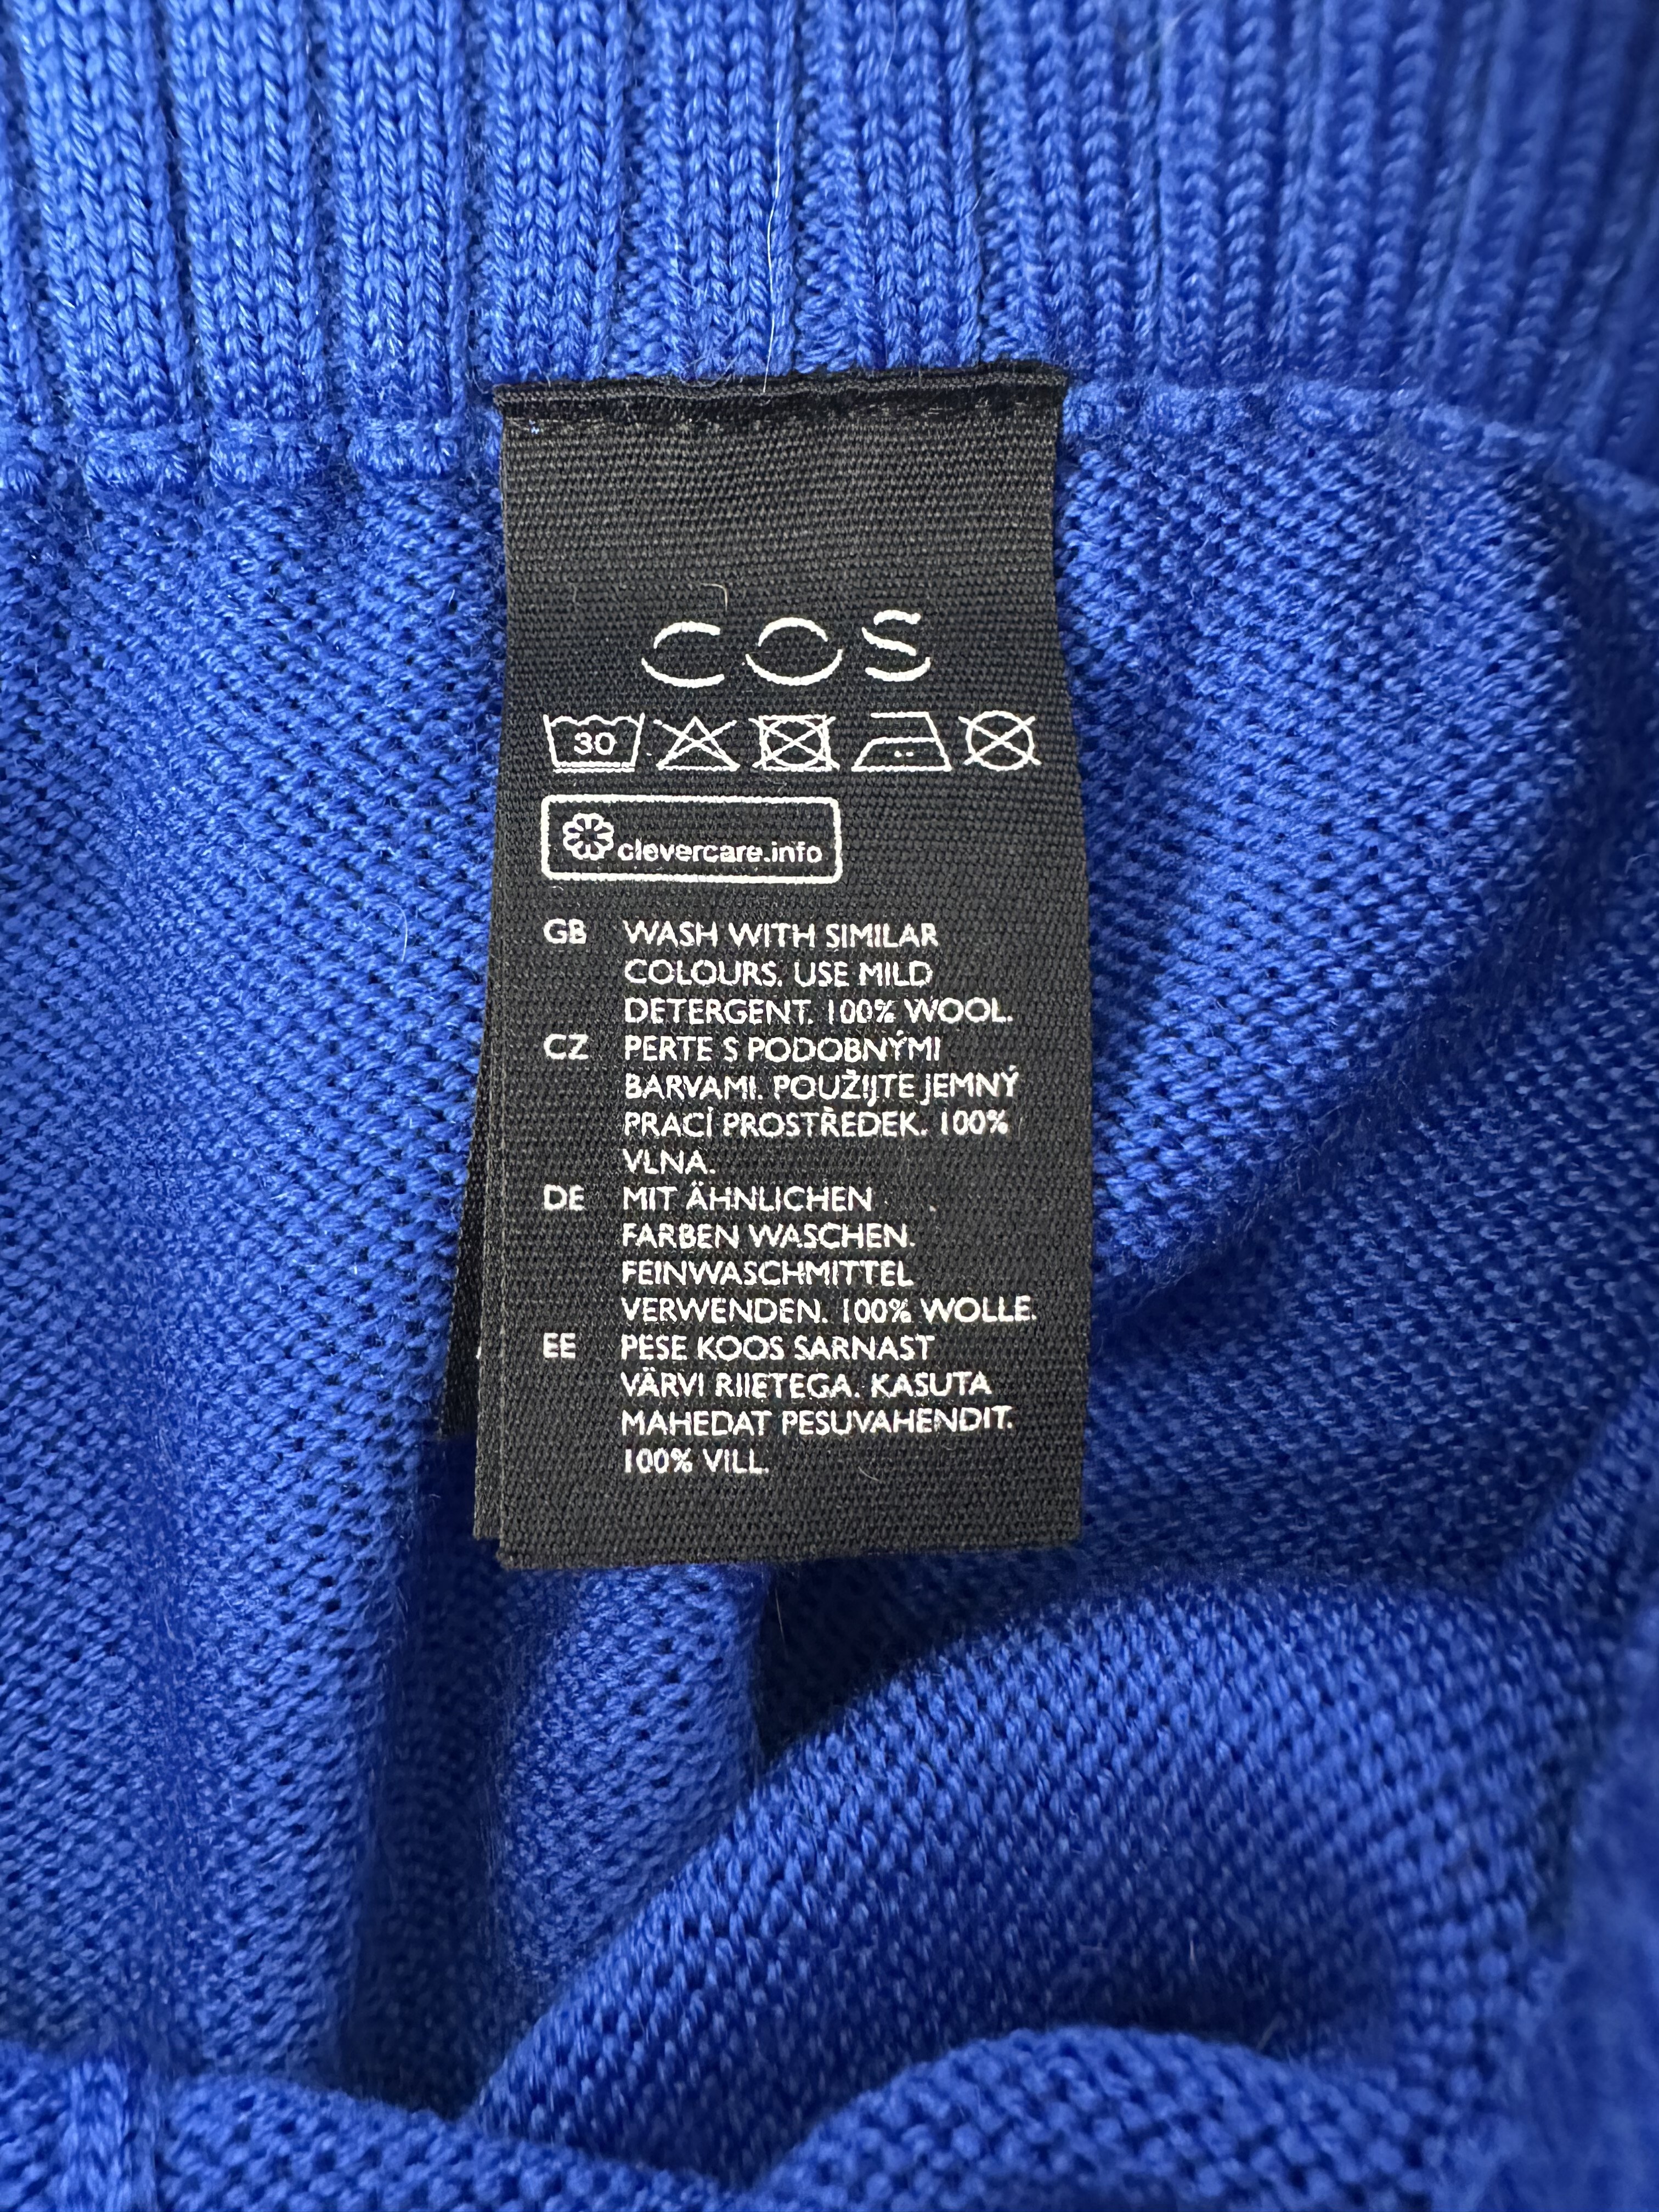 COS
30
clevercare.info
GB WASH WITH SIMILAR
COLOURS. USE MILD
DETERGENT. 100% WOOL.
CZ PERTE S PODOBNÝMI
BARVAMI. POUŽIJTE JEMNÝ
PRACÍ PROSTŘEDEK. 100%
VLNA.
DE MIT ÄHNLICHEN
FARBEN WASCHEN.
FEINWASCHMITTEL
VERWENDEN. 100% WOLLE.
EE PESE KOOS SARNAST
VÄRVI RIIETEGA. KASUTA
MAHEDAT PESUVAHENDIT.
100% VILL.